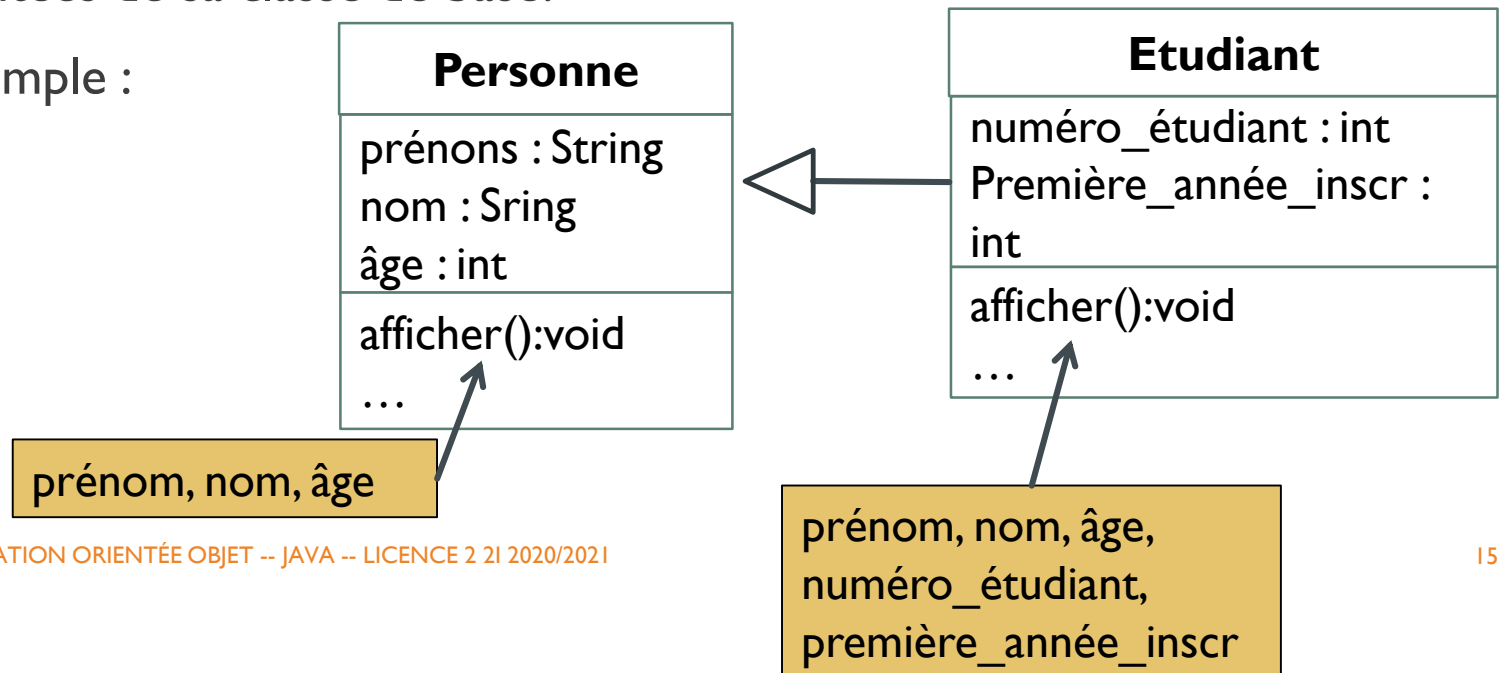 mple :
Personne
prénons : String
nom : Sring
âge : int
afficher():void
…
Etudiant
numéro_étudiant : int
Première_année_inscr :
int
afficher():void
…
prénom, nom, âge
prénom, nom, âge,
numéro_étudiant,
première_année_inscr
ATION ORIENTÉE OBJET -- JAVA -- LICENCE 2 2I 2020/2021
15